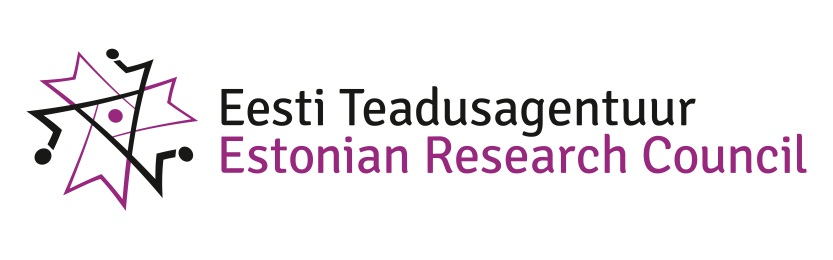 Eesti Teadusagentuur
Estonian Research Council